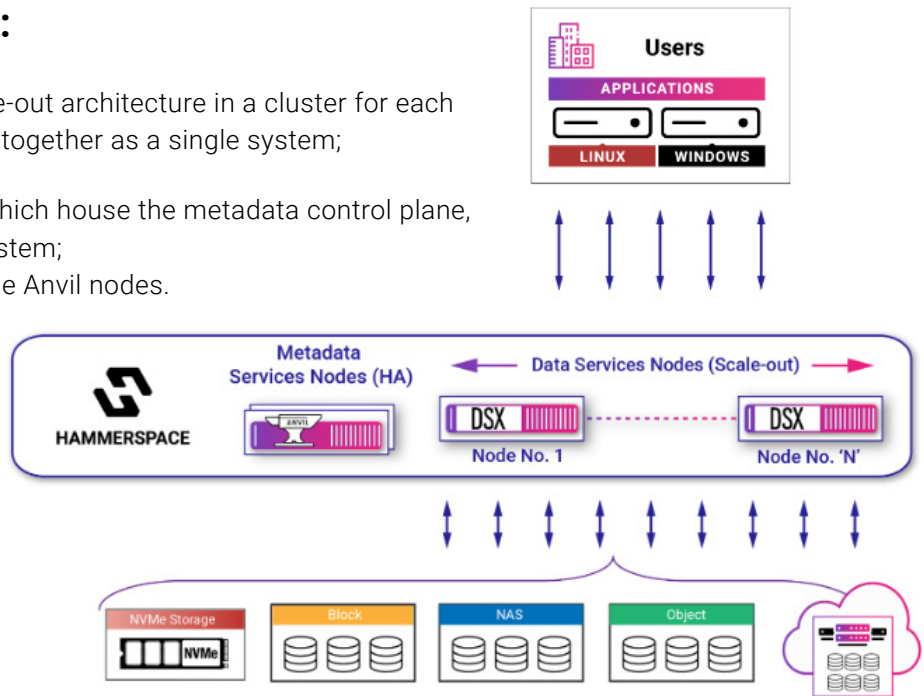 :
e-out architecture in a cluster for each
together as a single system;
hich house the metadata control plane,
stem;
e Anvil nodes.
Users
APPLICATIONS
LINUX
WINDOWS
HAMMERSPACE
Metadata
Services Nodes (HA)
ANVIL
Data Services Nodes (Scale-out)
DSX
Node No. 1
DSX
Node No. ‘N’
NVMe Storage
NVMe
Block
NAS
Object